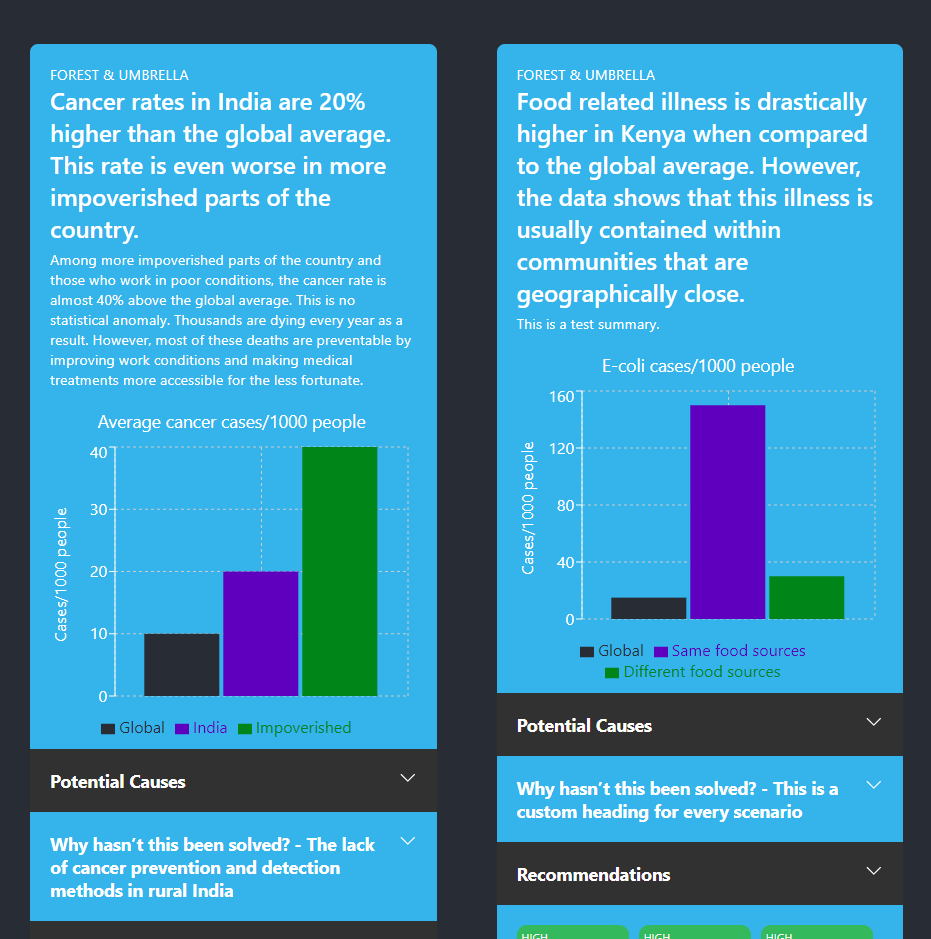 FOREST & UMBRELLA
Cancer rates in India are 20%
higher than the global average.
This rate is even worse in more
impoverished parts of the
country.
Among more impoverished parts of the country and
those who work in poor conditions, the cancer rate is
almost 40% above the global average. This is no
statistical anomaly. Thousands are dying every year as a
result. However, most of these deaths are preventable by
improving work conditions and making medical
treatments more accessible for the less fortunate.
Average cancer cases/1000 people
Cases/1000 people
40
30
20
10
0
Global India Impoverished
Potential Causes
Why hasn't this been solved? - The lack
of cancer prevention and detection
methods in rural India
FOREST & UMBRELLA
Food related illness is drastically
higher in Kenya when compared
to the global average. However,
the data shows that this illness is
usually contained within
communities that are
geographically close.
This is a test summary.
E-coli cases/1000 people
Cases/1000 people
160
120
80
40
0
Global Same food sources
Different food sources
Potential Causes
Why hasn't this been solved? - This is a
custom heading for every scenario
Recommendations
HIGH HIGH HIGH